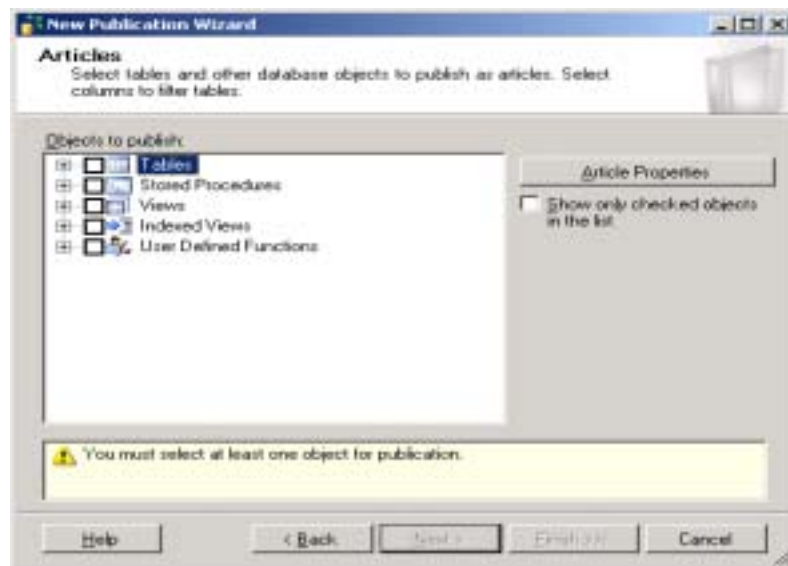 New Publication Wizard
Articles
Select tables and other database objects to publish as articles. Select
columns to filter tables.
Objects to publish:
Tables
Stored Procedures
Views
Indexed Views
User Defined Functions
Article Properties
Show only checked objects
in the list
You must select at least one object for publication.
Help
< Back
Next >
Cancel